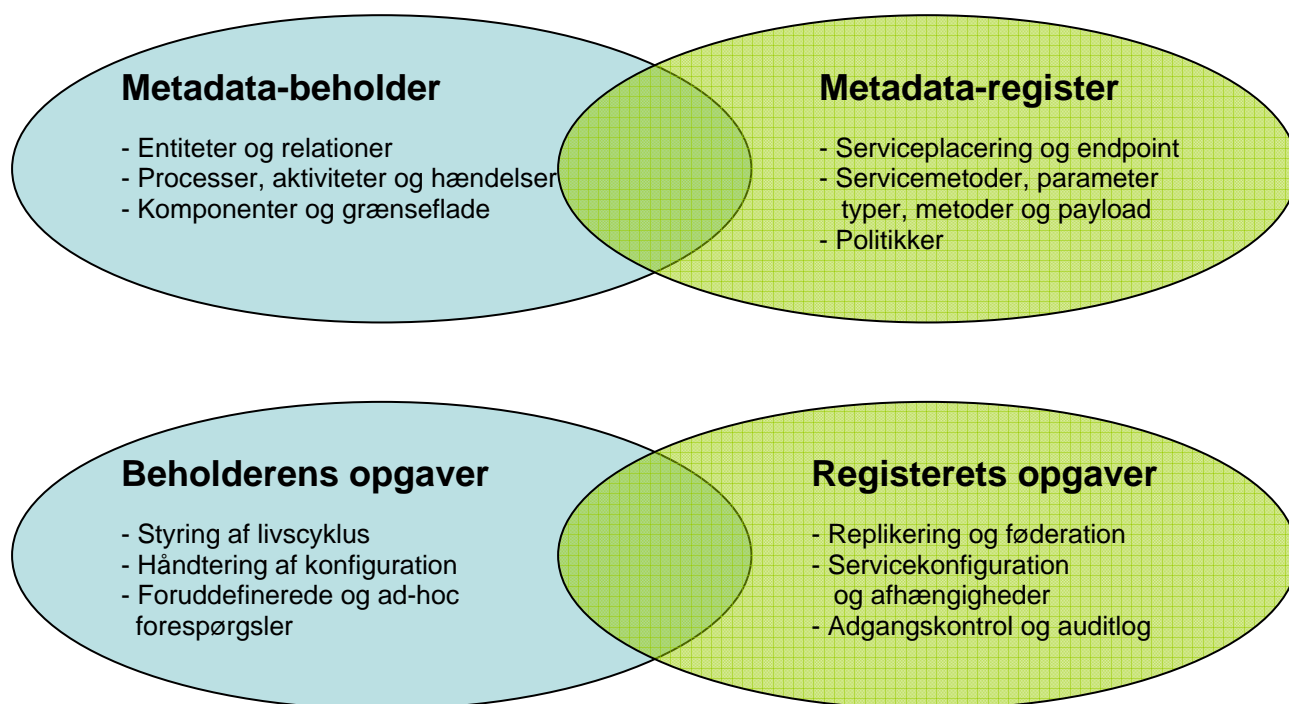 Metadata-beholder
- Entiteter og relationer
- Processer, aktiviteter og hændelser
- Komponenter og grænseflade
Metadata-register
- Serviceplacering og endpoint
- Servicemetoder, parameter
typer, metoder og payload
- Politikker
Beholderens opgaver
- Styring af livscyklus
- Håndtering af konfiguration
- Foruddefinerede og ad-hoc
forespørgsler
Registerets opgaver
- Replikering og føderation
- Servicekonfiguration
og afhængigheder
- Adgangskontrol og auditlog